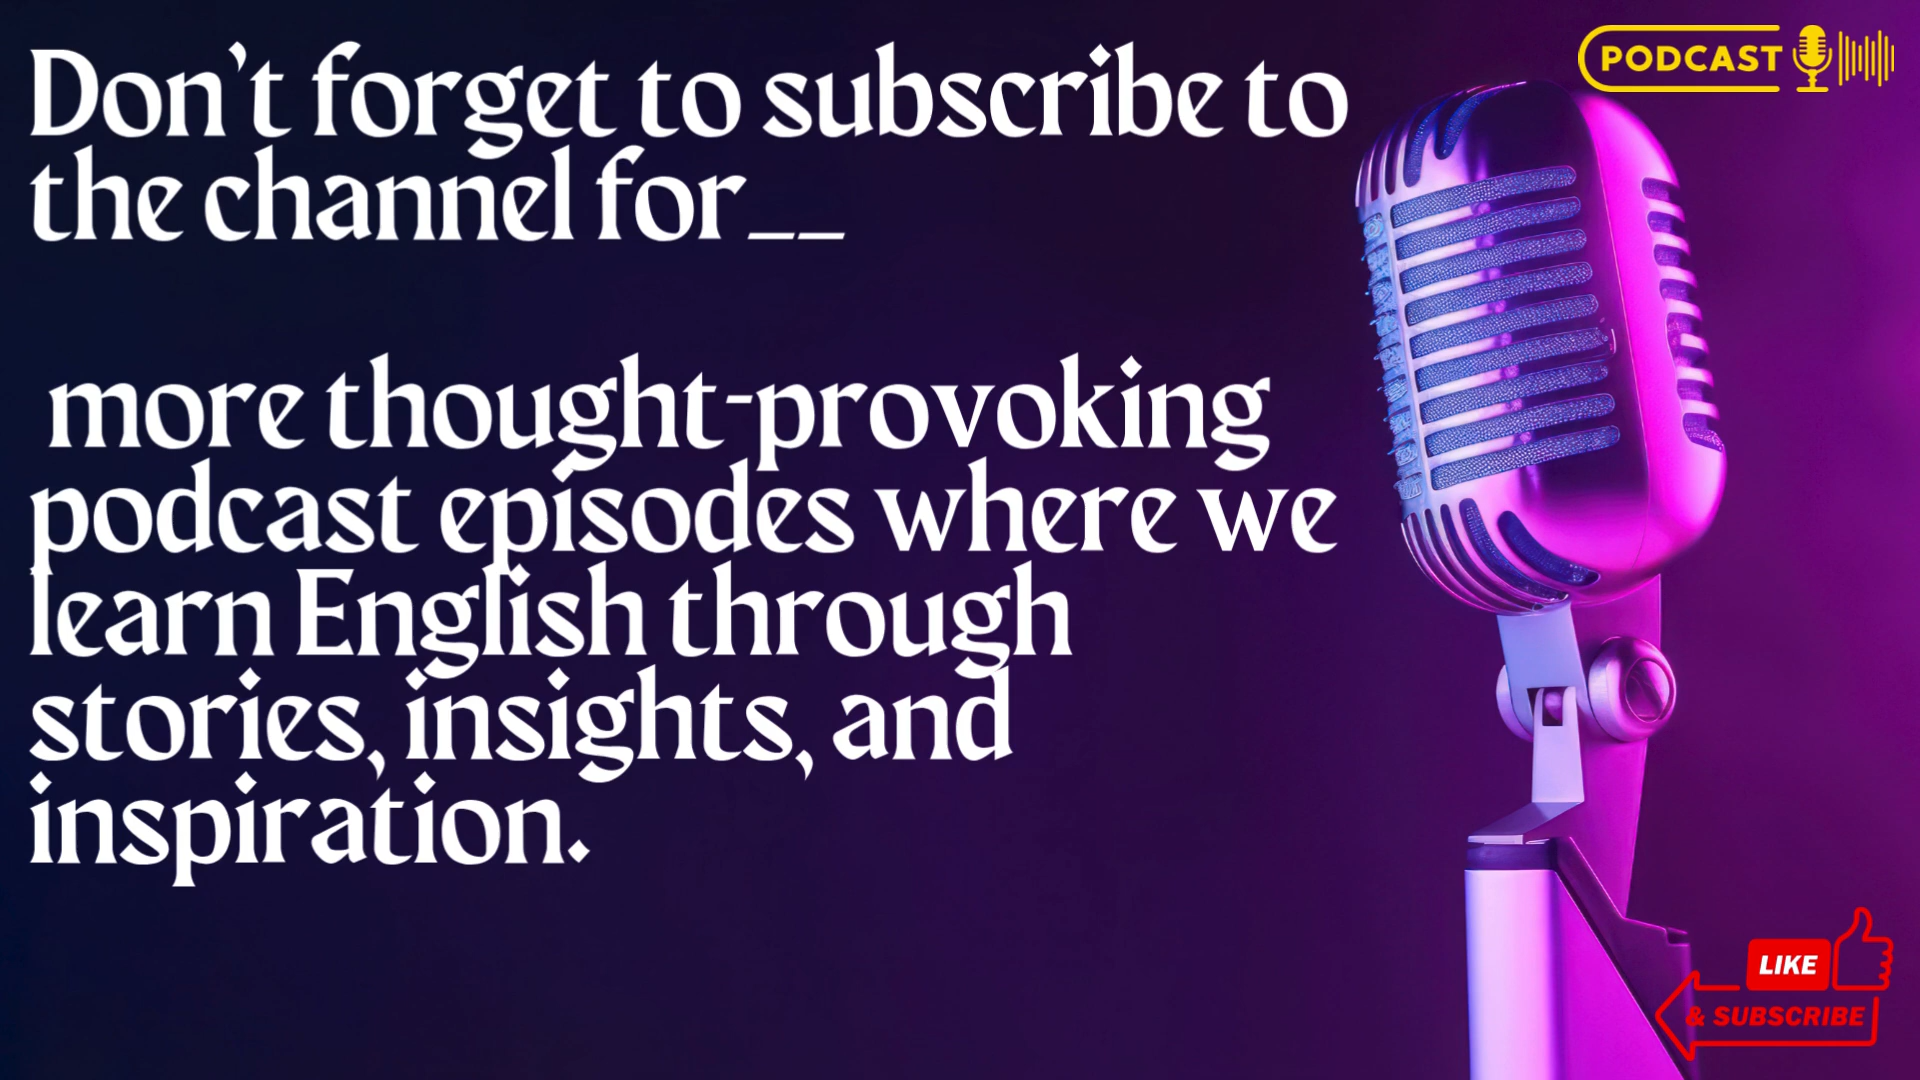 Don't forget to subscribe to
the channel for__
more thought-provoking
podcast episodes where we
learn English through
stories, insights, and
inspiration.
PODCAST
LIKE
& SUBSCRIBE